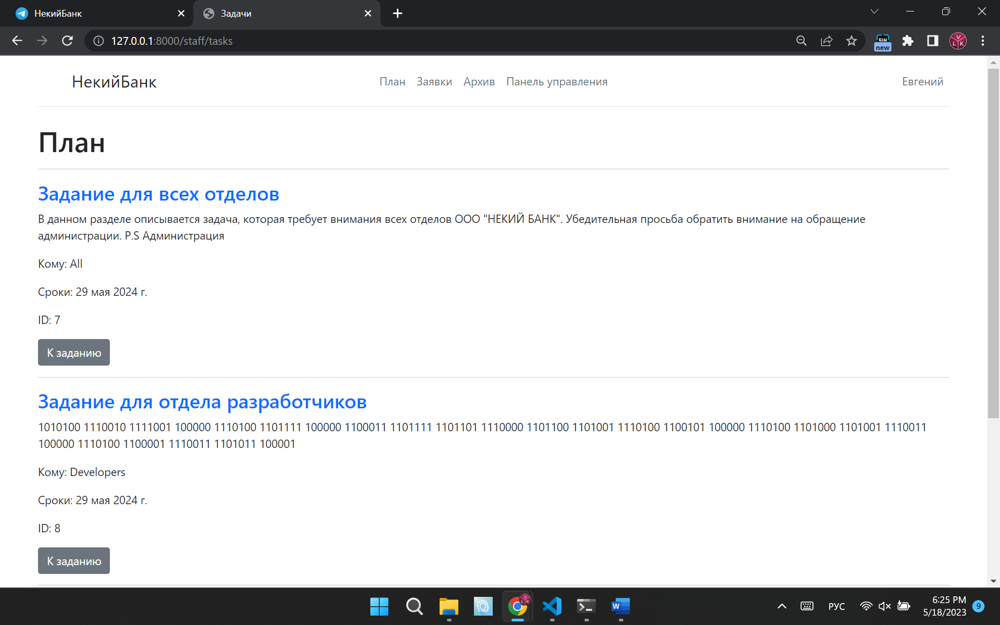 НекийБанк
Задачи
127.0.0.1:8000/staff/tasks
new
НекийБанк
План Заявки Архив Панель управления
Евгений
План
Задание для всех отделов
В данном разделе описывается задача, которая требует внимания всех отделов ООО "НЕКИЙ БАНК". Убедительная просьба обратить внимание на обращение
администрации. P.S Администрация
Кому: All
Сроки: 29 мая 2024 г.
ID: 7
К заданию
Задание для отдела разработчиков
1010100 1110010 1111001 100000 1110100 1101111 100000 1100011 1101111 1101101 1110000 1101100 1101001 1110100 1100101 100000 1110100 1101000 1101001 1110011
100000 1110100 1100001 1110011 1101011 100001
Кому: Developers
Сроки: 29 мая 2024 г.
ID: 8
К заданию
РУС
6:25 PM
5/18/2023
9